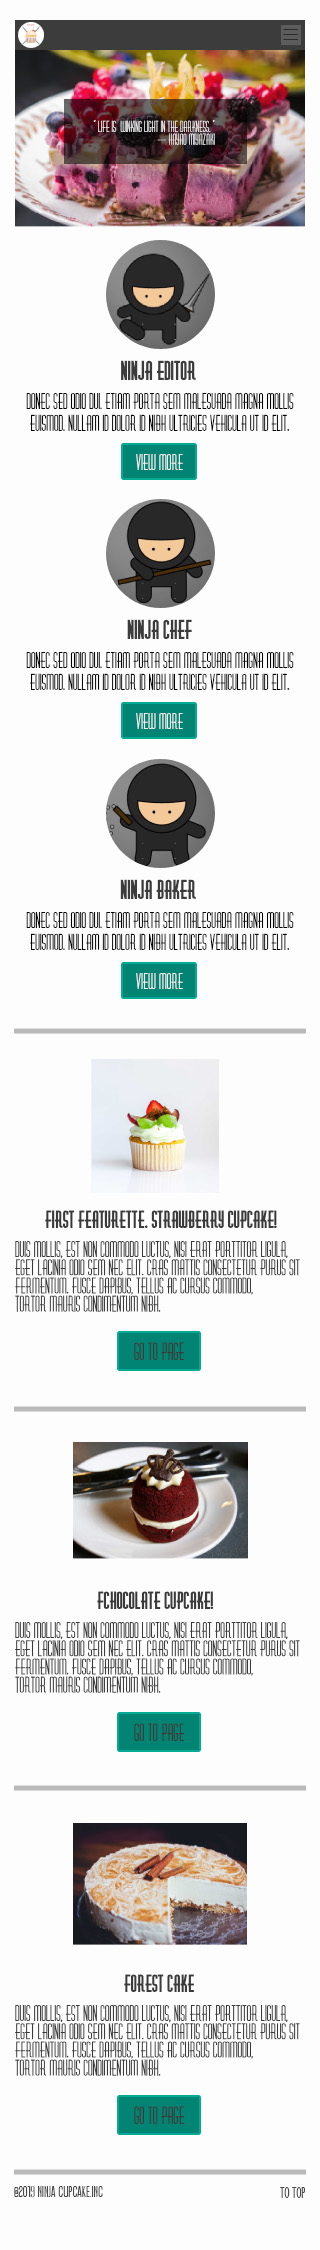 " LIFE IS WINKING LIGHT IN THE DARKNESS. "
— HAYAO MIYAZAKI
NINJA EDITOR
DONEC SED ODIO DUI. ETIAM PORTA SEM MALESUADA MAGNA MOLLIS
EUISMOD. NULLAM ID DOLOR ID NIBH ULTRICIES VEHICULA UT ID ELIT.
VIEW MORE
NINJA CHEF
DONEC SED ODIO DUI. ETIAM PORTA SEM MALESUADA MAGNA MOLLIS
EUISMOD. NULLAM ID DOLOR ID NIBH ULTRICIES VEHICULA UT ID ELIT.
VIEW MORE
NINJA BAKER
DONEC SED ODIO DUI. ETIAM PORTA SEM MALESUADA MAGNA MOLLIS
EUISMOD. NULLAM ID DOLOR ID NIBH ULTRICIES VEHICULA UT ID ELIT.
VIEW MORE
FIRST FEATURETTE. STRAWBERRY CUPCAKE!
DUIS MOLLIS, EST NON COMMODO LUCTUS, NISI ERAT PORTTITOR LIGULA,
EGET LACINIA ODIO SEM NEC ELIT. CRAS MATTIS CONSECTETUR PURUS SIT
FERMENTUM. FUSCE DAPIBUS, TELLUS AC CURSUS COMMODO,
TORTOR MAURIS CONDIMENTUM NIBH.
GO TO PAGE
FCHOCOLATE CUPCAKE!
DUIS MOLLIS, EST NON COMMODO LUCTUS, NISI ERAT PORTTITOR LIGULA,
EGET LACINIA ODIO SEM NEC ELIT. CRAS MATTIS CONSECTETUR PURUS SIT
FERMENTUM. FUSCE DAPIBUS, TELLUS AC CURSUS COMMODO,
TORTOR MAURIS CONDIMENTUM NIBH.
GO TO PAGE
FOREST CAKE
DUIS MOLLIS, EST NON COMMODO LUCTUS, NISI ERAT PORTTITOR LIGULA,
EGET LACINIA ODIO SEM NEC ELIT. CRAS MATTIS CONSECTETUR PURUS SIT
FERMENTUM. FUSCE DAPIBUS, TELLUS AC CURSUS COMMODO,
TORTOR MAURIS CONDIMENTUM NIBH.
GO TO PAGE
©2019 NINJA CUPCAKE.INC
TO TOP